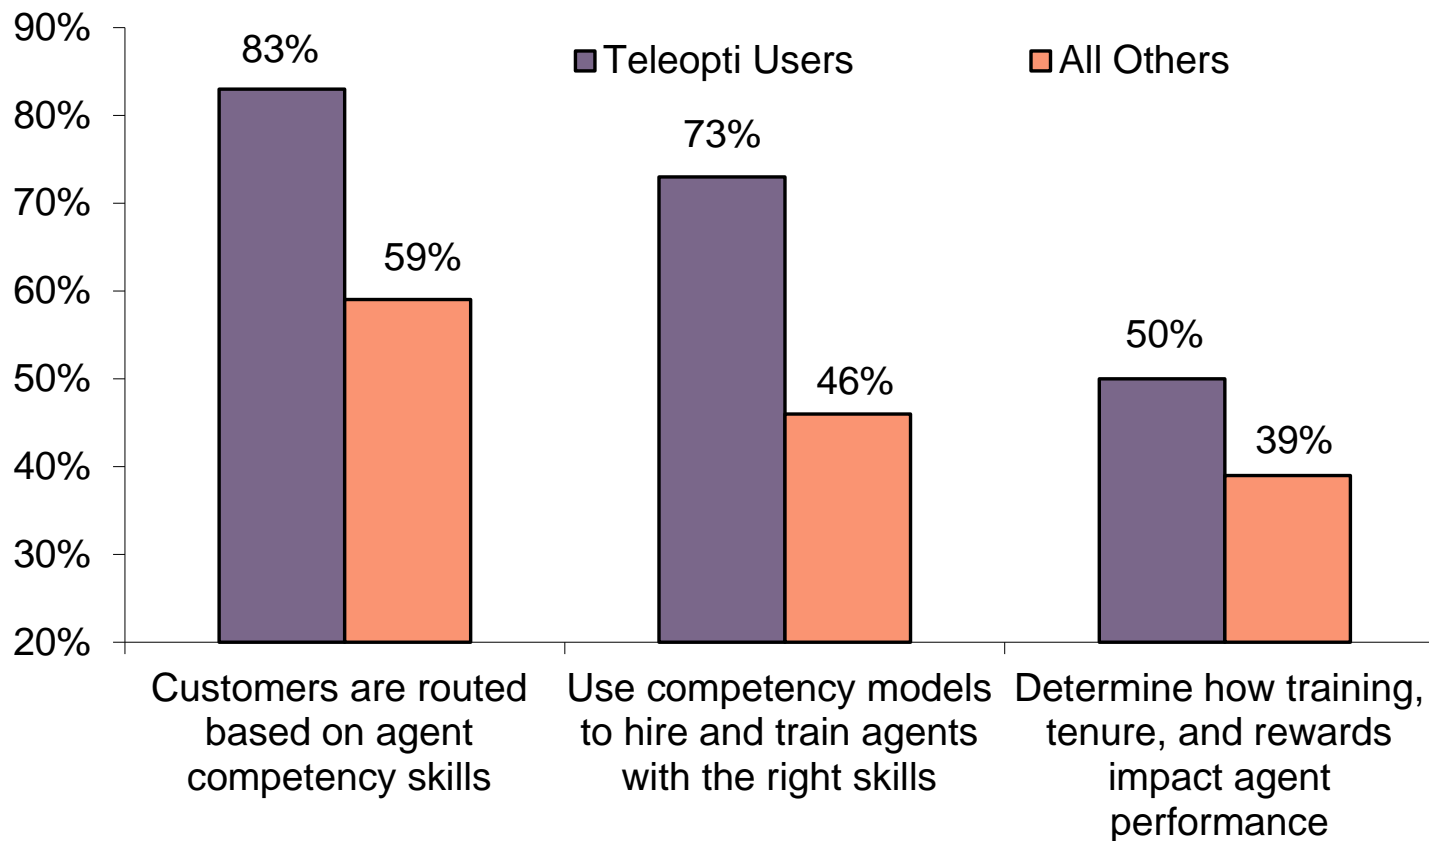 90%
80%
70%
60%
50%
40%
30%
20%
Teleopti Users
All Others
83%
59%
73%
46%
50%
39%
Customers are routed
based on agent
competency skills
Use competency models
to hire and train agents
with the right skills
Determine how training,
tenure, and rewards
impact agent
performance